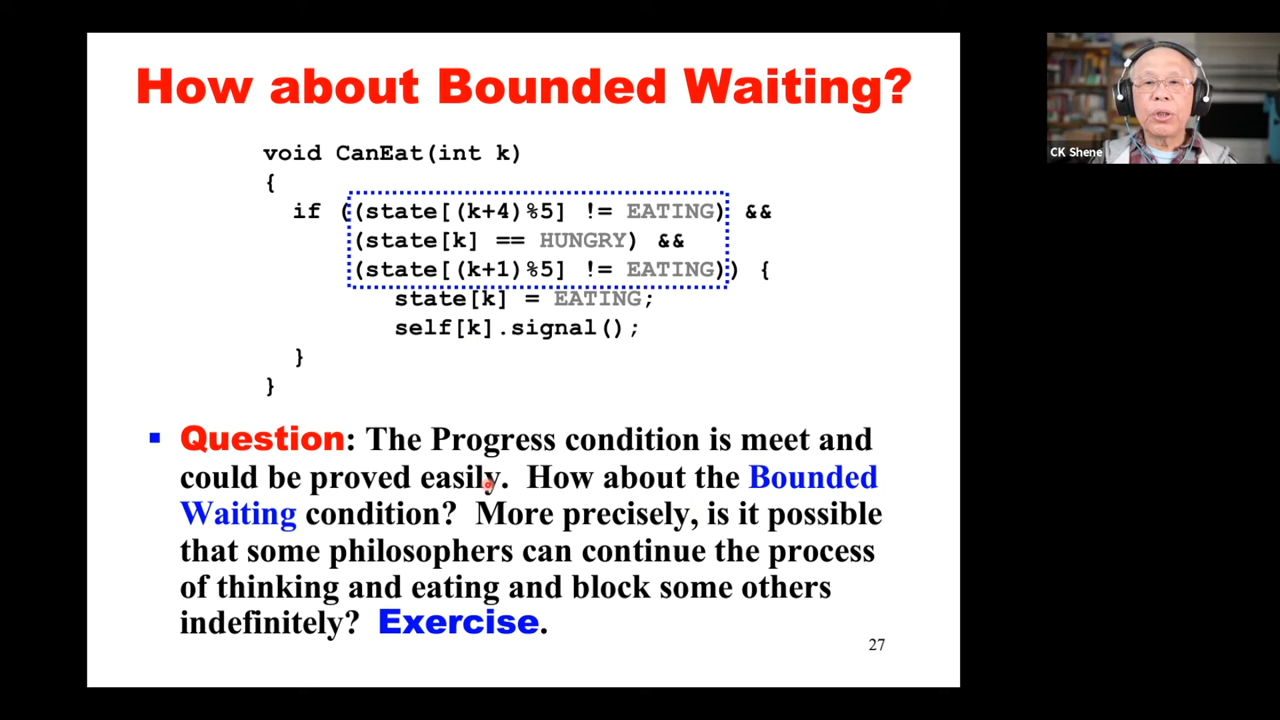 How about Bounded Waiting?
void CanEat(int k)
{
if ((state[(k+4)%5] != EATING) &&
(state[k] == HUNGRY) &&
(state[(k+1)%5] != EATING)) {
state[k] = EATING;
self[k].signal();
}
}
Question: The Progress condition is meet and
could be proved easily. How about the Bounded
Waiting condition? More precisely, is it possible
that some philosophers can continue the process
of thinking and eating and block some others
indefinitely? Exercise.
27
CK Shene